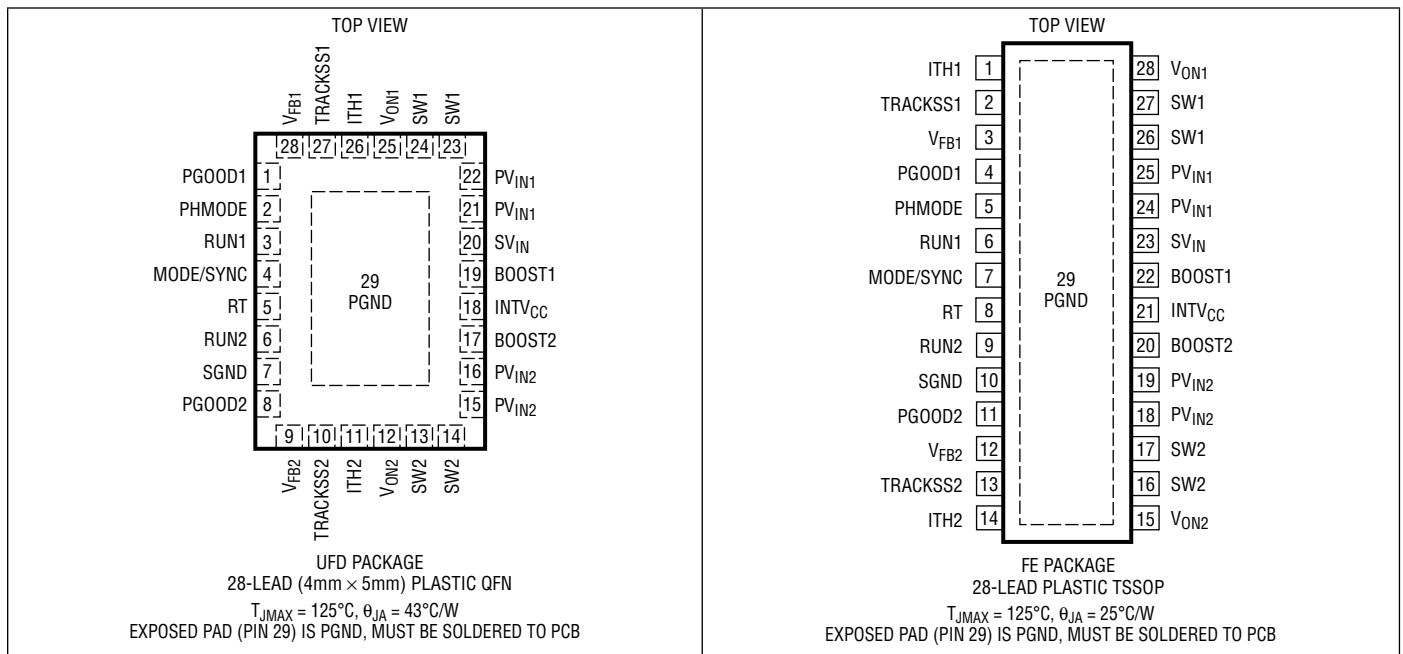 TOP VIEW
VFB1
TRACKSS1
ITH1
VON1
SW1
SW1
28 27 26 25 24 23
PGOOD1 1
PHMODE 2
RUN1 3
MODE/SYNC 4
RT 5
RUN2 6
SGND 7
PGOOD2 8
29
PGND
22 PVIN1
21 PVIN1
20 SVIN
19 BOOST1
18 INTVCC
17 BOOST2
16 PVIN2
15 PVIN2
9 10 11 12 13 14
VFB2
TRACKSS2
ITH2
VON2
SW2
SW2
UFD PACKAGE
28-LEAD (4mm × 5mm) PLASTIC QFN
TJMAX = 125°C, θJA = 43°C/W
EXPOSED PAD (PIN 29) IS PGND, MUST BE SOLDERED TO PCB
TOP VIEW
ITH1 1
TRACKSS1 2
VFB1 3
PGOOD1 4
PHMODE 5
RUN1 6
MODE/SYNC 7
RT 8
RUN2 9
SGND 10
PGOOD2 11
VFB2 12
TRACKSS2 13
ITH2 14
29
PGND
28 VON1
27 SW1
26 SW1
25 PVIN1
24 PVIN1
23 SVIN
22 BOOST1
21 INTVCC
20 BOOST2
19 PVIN2
18 PVIN2
17 SW2
16 SW2
15 VON2
FE PACKAGE
28-LEAD PLASTIC TSSOP
TJMAX = 125°C, θJA = 25°C/W
EXPOSED PAD (PIN 29) IS PGND, MUST BE SOLDERED TO PCB